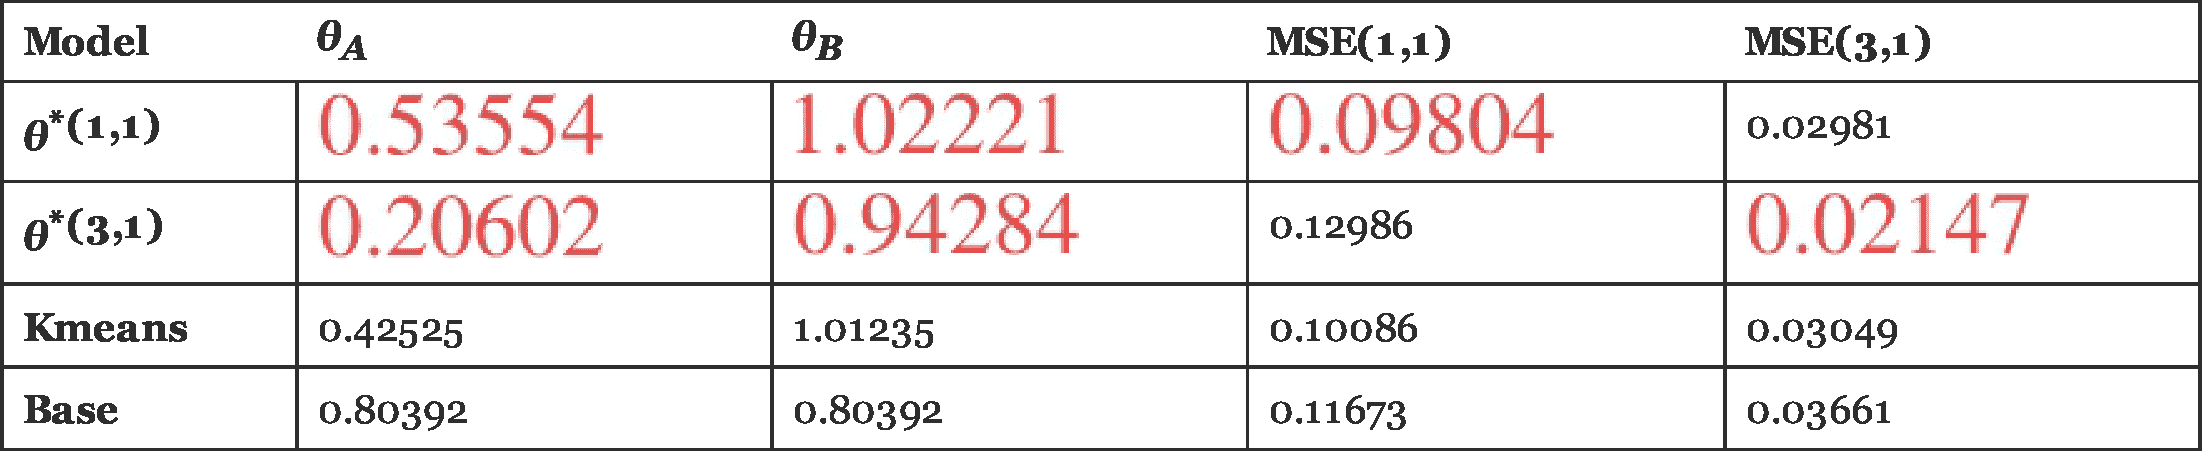 Model θA θB MSE(1,1) MSE(3,1)
θ*(1,1) 0.53554 1.02221 0.09804 0.02981
θ*(3,1) 0.20602 0.94284 0.12986 0.02147
Kmeans 0.42525 1.01235 0.10086 0.03049
Base 0.80392 0.80392 0.11673 0.03661